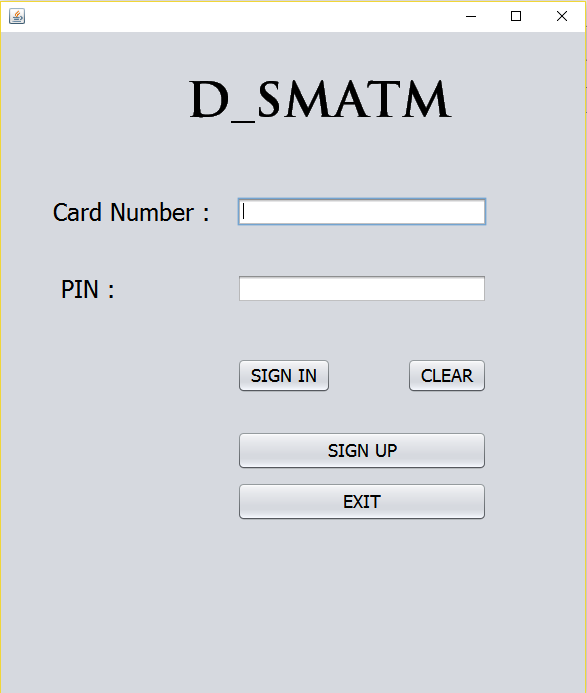 D_SMATM
Card Number :
PIN :
SIGN IN CLEAR
SIGN UP
EXIT